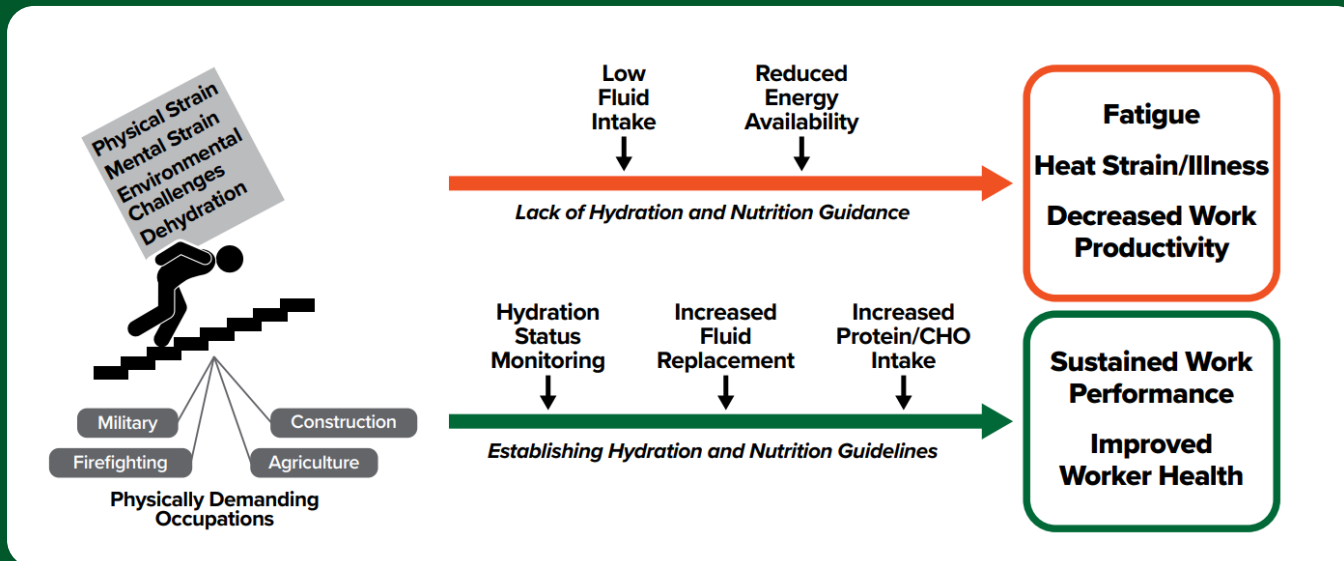 Physical Strain
Mental Strain
Environmental
Challenges
Dehydration
Military
Construction
Firefighting
Agriculture
Physically Demanding
Occupations
Low
Fluid
Intake
Reduced
Energy
Availability
Lack of Hydration and Nutrition Guidance
Fatigue
Heat Strain/Illness
Decreased Work
Productivity
Hydration
Status
Monitoring
Increased
Fluid
Replacement
Increased
Protein/CHO
Intake
Establishing Hydration and Nutrition Guidelines
Sustained Work
Performance
Improved
Worker Health